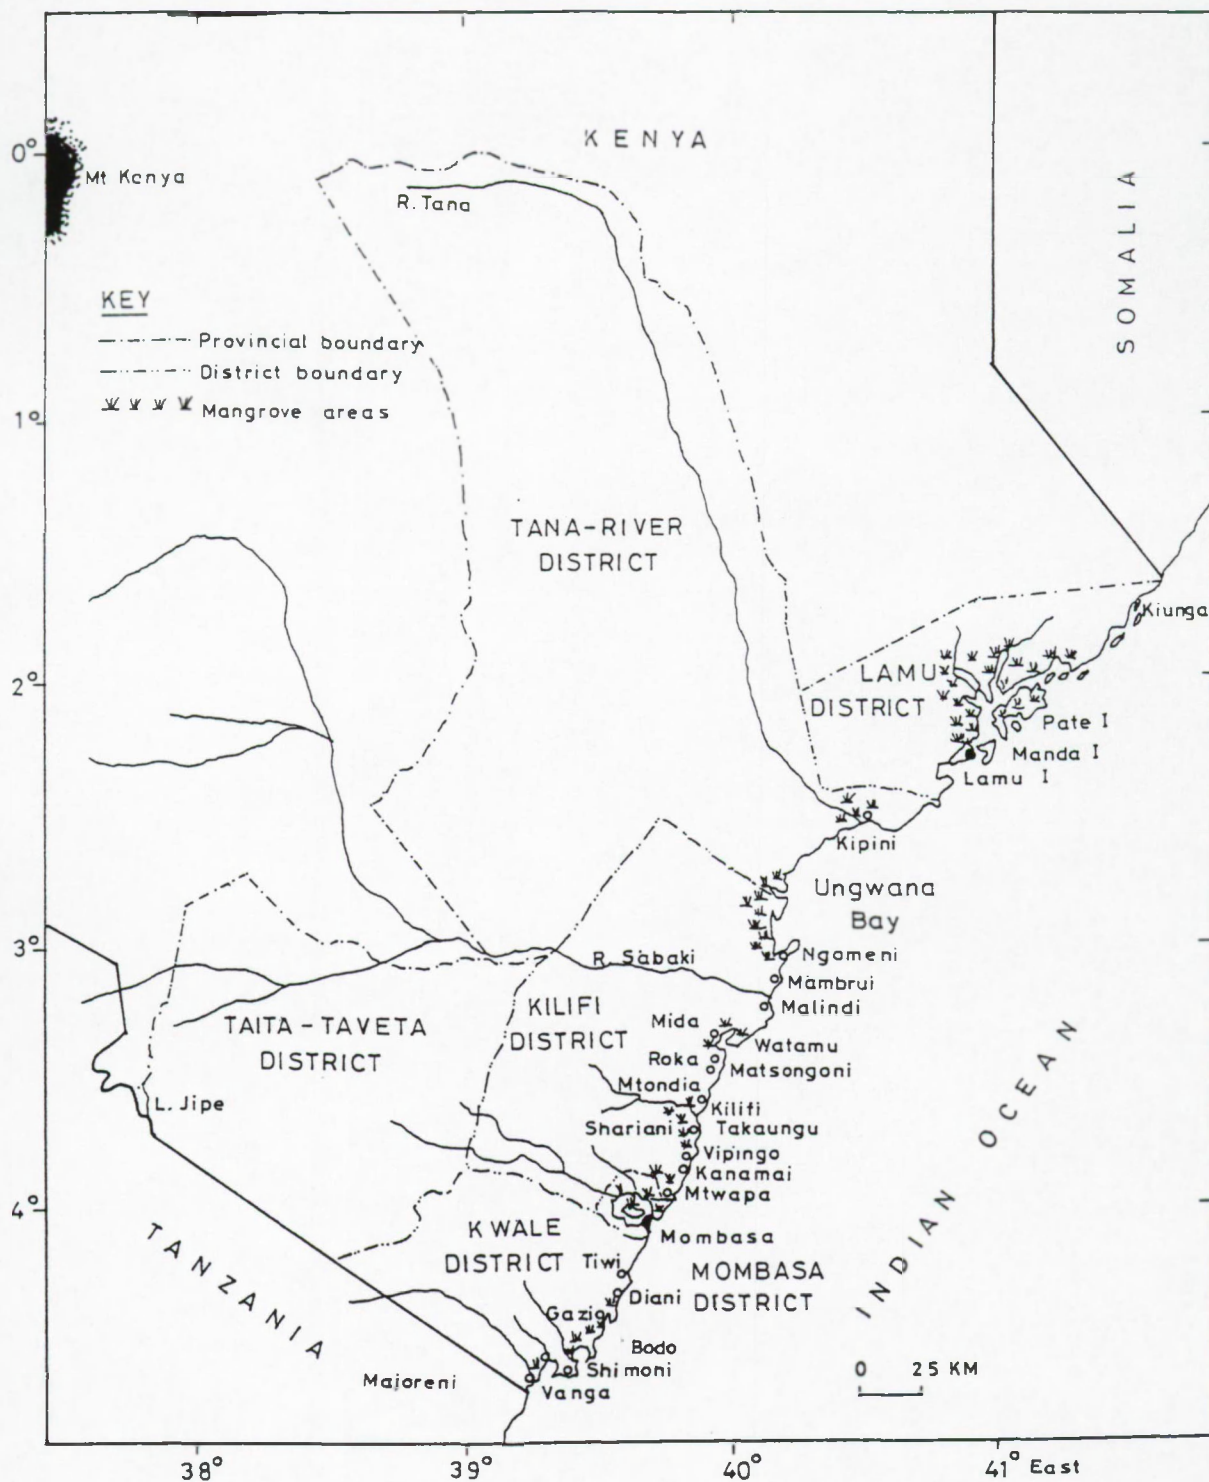 KENYA
0°
Mt Kenya
R. Tana
SOMALIA
KEY
Provincial boundary
District boundary
Mangrove areas
1°
TANA-RIVER
DISTRICT
Kiunga
2°
LAMU
DISTRICT
Pate I
Manda I
Lamu I
Kipini
Ungwana
Bay
3°
R. Sabaki
Ngomeni
Mambrui
Malindi
KILIFI
DISTRICT
TAITA-TAVETA
DISTRICT
Mida
Watamu
Roka
Matsongoni
Mtondia
L. Jipe
Kilifi
Shariani
Takaungu
Vipingo
Kanamai
Mtwapa
4°
KWALE
DISTRICT
Mombasa
Tiwi
MOMBASA
DISTRICT
Diani
Gazi
Bodo
Shimoni
Majoreni
Vanga
TANZANIA
INDIAN OCEAN
0 25 KM
38°
39°
40°
41° East